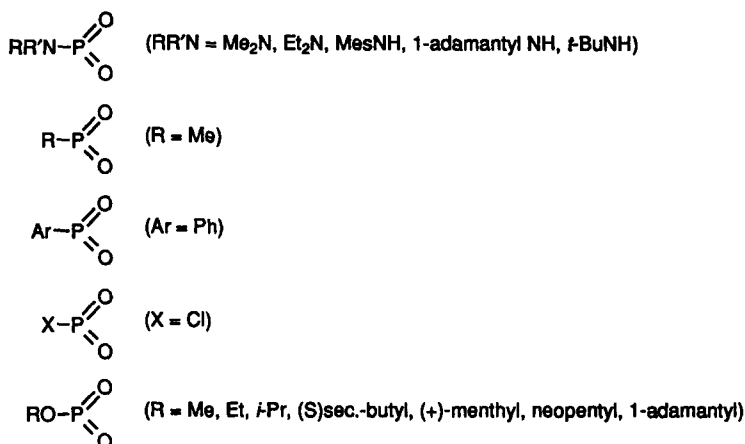 O
RR′N–P (RR′N = Me2N, Et2N, MesNH, 1-adamantyl NH, t-BuNH)
O
O
R–P (R = Me)
O
O
Ar–P (Ar = Ph)
O
O
X–P (X = Cl)
O
O
RO–P (R = Me, Et, i-Pr, (S)sec.-butyl, (+)-menthyl, neopentyl, 1-adamantyl)
O